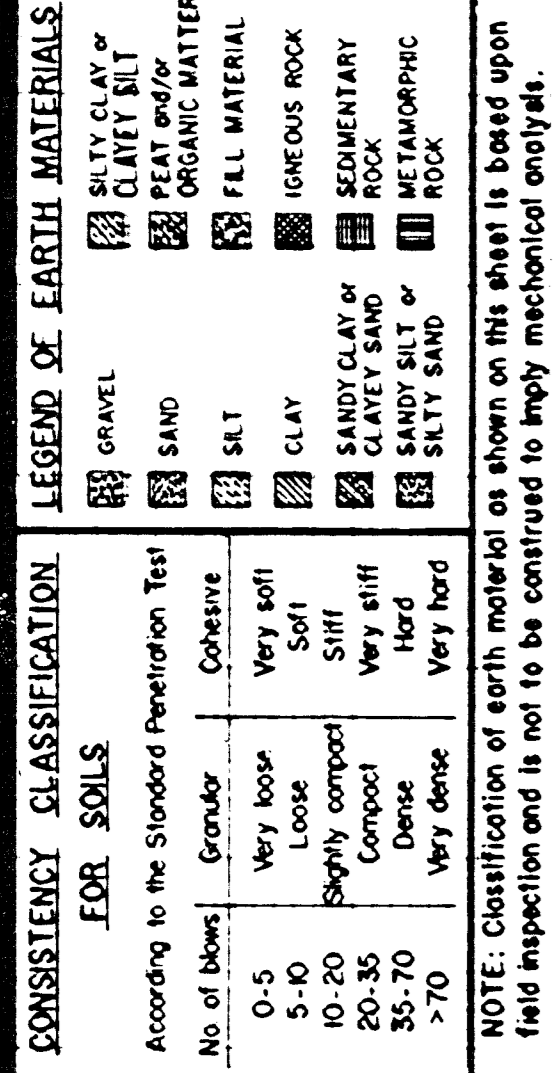 CONSISTENCY CLASSIFICATION
FOR SOILS
According to the Standard Penetration Test
No. of blows Granular Cohesive
0-5 Very loose Very soft
5-10 Loose Soft
10-20 Slightly compact Stiff
20-35 Compact Very stiff
35-70 Dense Hard
>70 Very dense Very hard
LEGEND OF EARTH MATERIALS
GRAVEL
SAND
SILT
CLAY
SANDY CLAY or
CLAYEY SAND
SANDY SILT or
SILTY SAND
SILTY CLAY or
CLAYEY SILT
PEAT and/or
ORGANIC MATTER
FILL MATERIAL
IGNEOUS ROCK
SEDIMENTARY
ROCK
METAMORPHIC
ROCK
NOTE: Classification of earth material as shown on this sheet is based upon
field inspection and is not to be construed to imply mechanical analysis.